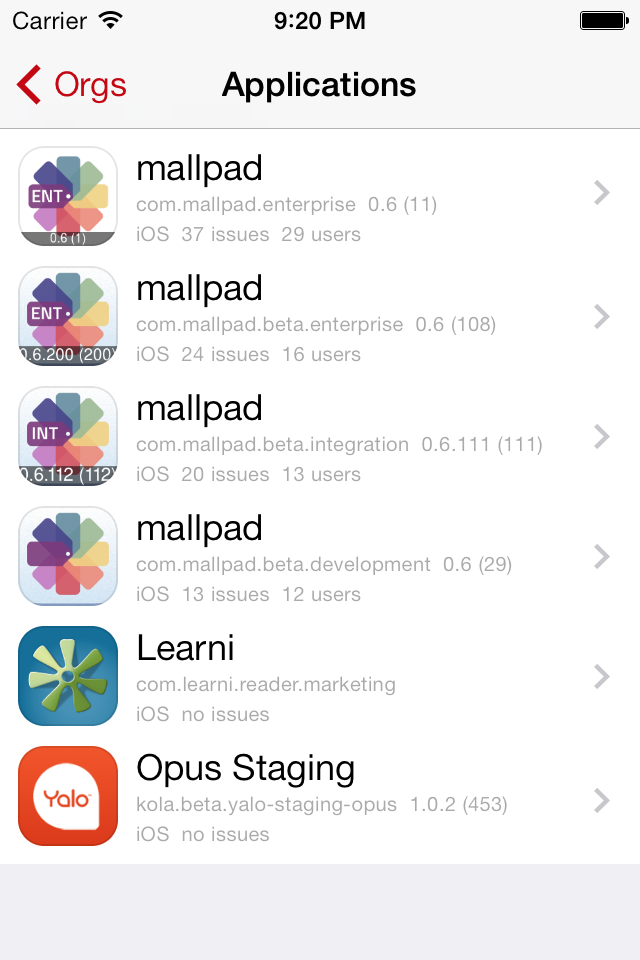 Carrier 9:20 PM
Orgs Applications
mallpad
ENT
com.mallpad.enterprise 0.6 (11)
0.6 (1)
iOS 37 issues 29 users
mallpad
ENT
com.mallpad.beta.enterprise 0.6 (108)
0.6.200 (200)
iOS 24 issues 16 users
mallpad
INT
com.mallpad.beta.integration 0.6.111 (111)
0.6.112 (112)
iOS 20 issues 13 users
mallpad
com.mallpad.beta.development 0.6 (29)
iOS 13 issues 12 users
Learni
com.learni.reader.marketing
iOS no issues
Opus Staging
Yalo
kola.beta.yalo-staging-opus 1.0.2 (453)
iOS no issues